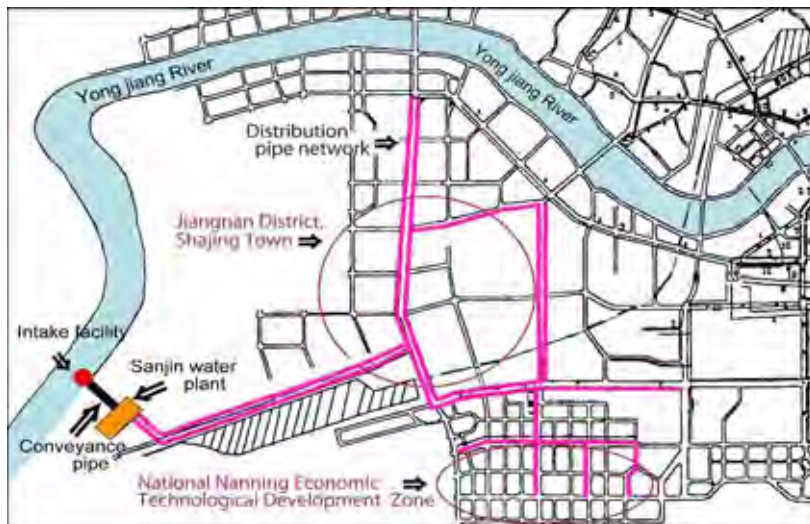 Yong jiang River
Yong jiang River
Distribution
pipe network
Jiangnan District,
Shajing Town
Intake facility
Sanjin water
plant
Conveyance
pipe
National Nanning Economic
Technological Development Zone